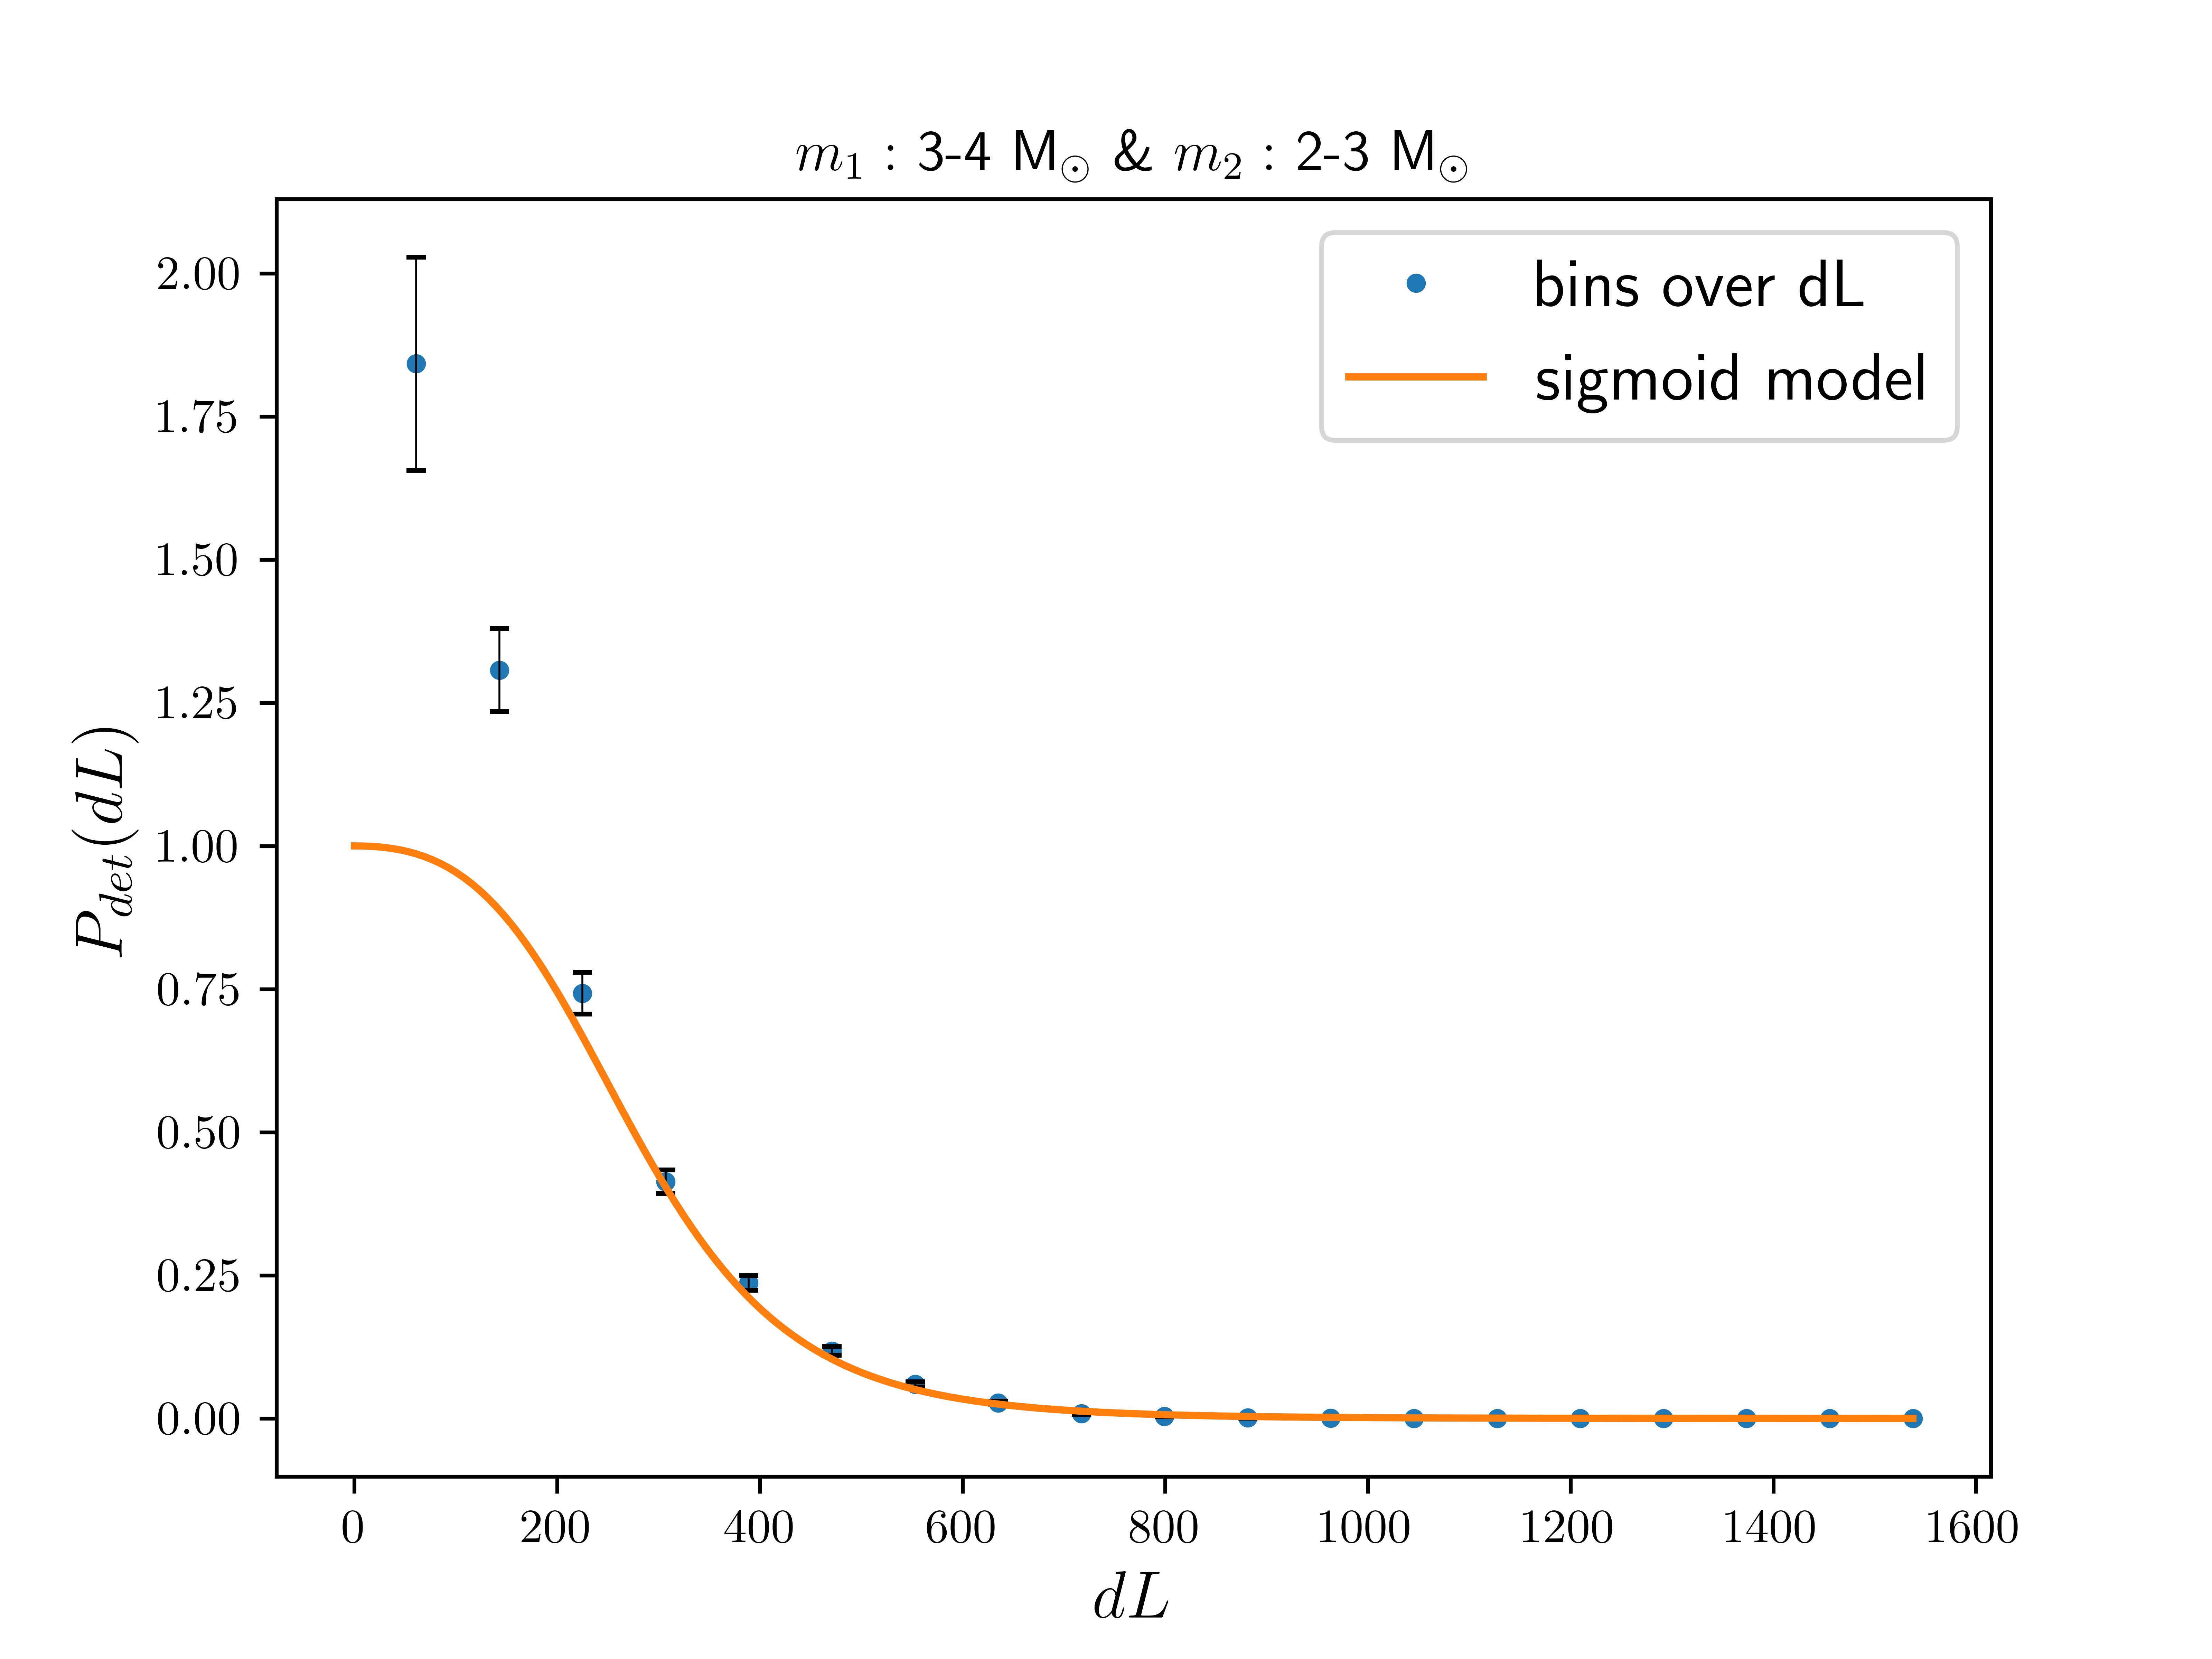 m₁ : 3-4 M⊙ & m₂ : 2-3 M⊙
bins over dL
sigmoid model
2.00
1.75
1.50
1.25
1.00
0.75
0.50
0.25
0.00
P_det(dL)
0 200 400 600 800 1000 1200 1400 1600
dL